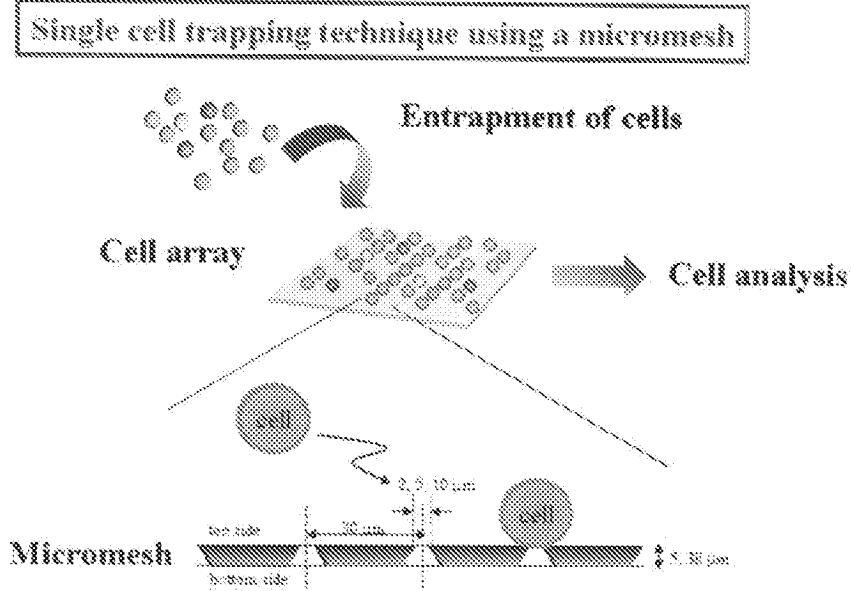 Single cell trapping technique using a micromesh
Entrapment of cells
Cell array
Cell analysis
cell
2, 5, 10 μm
cell
top side
30 μm
Micromesh
5, 38 μm
bottom side